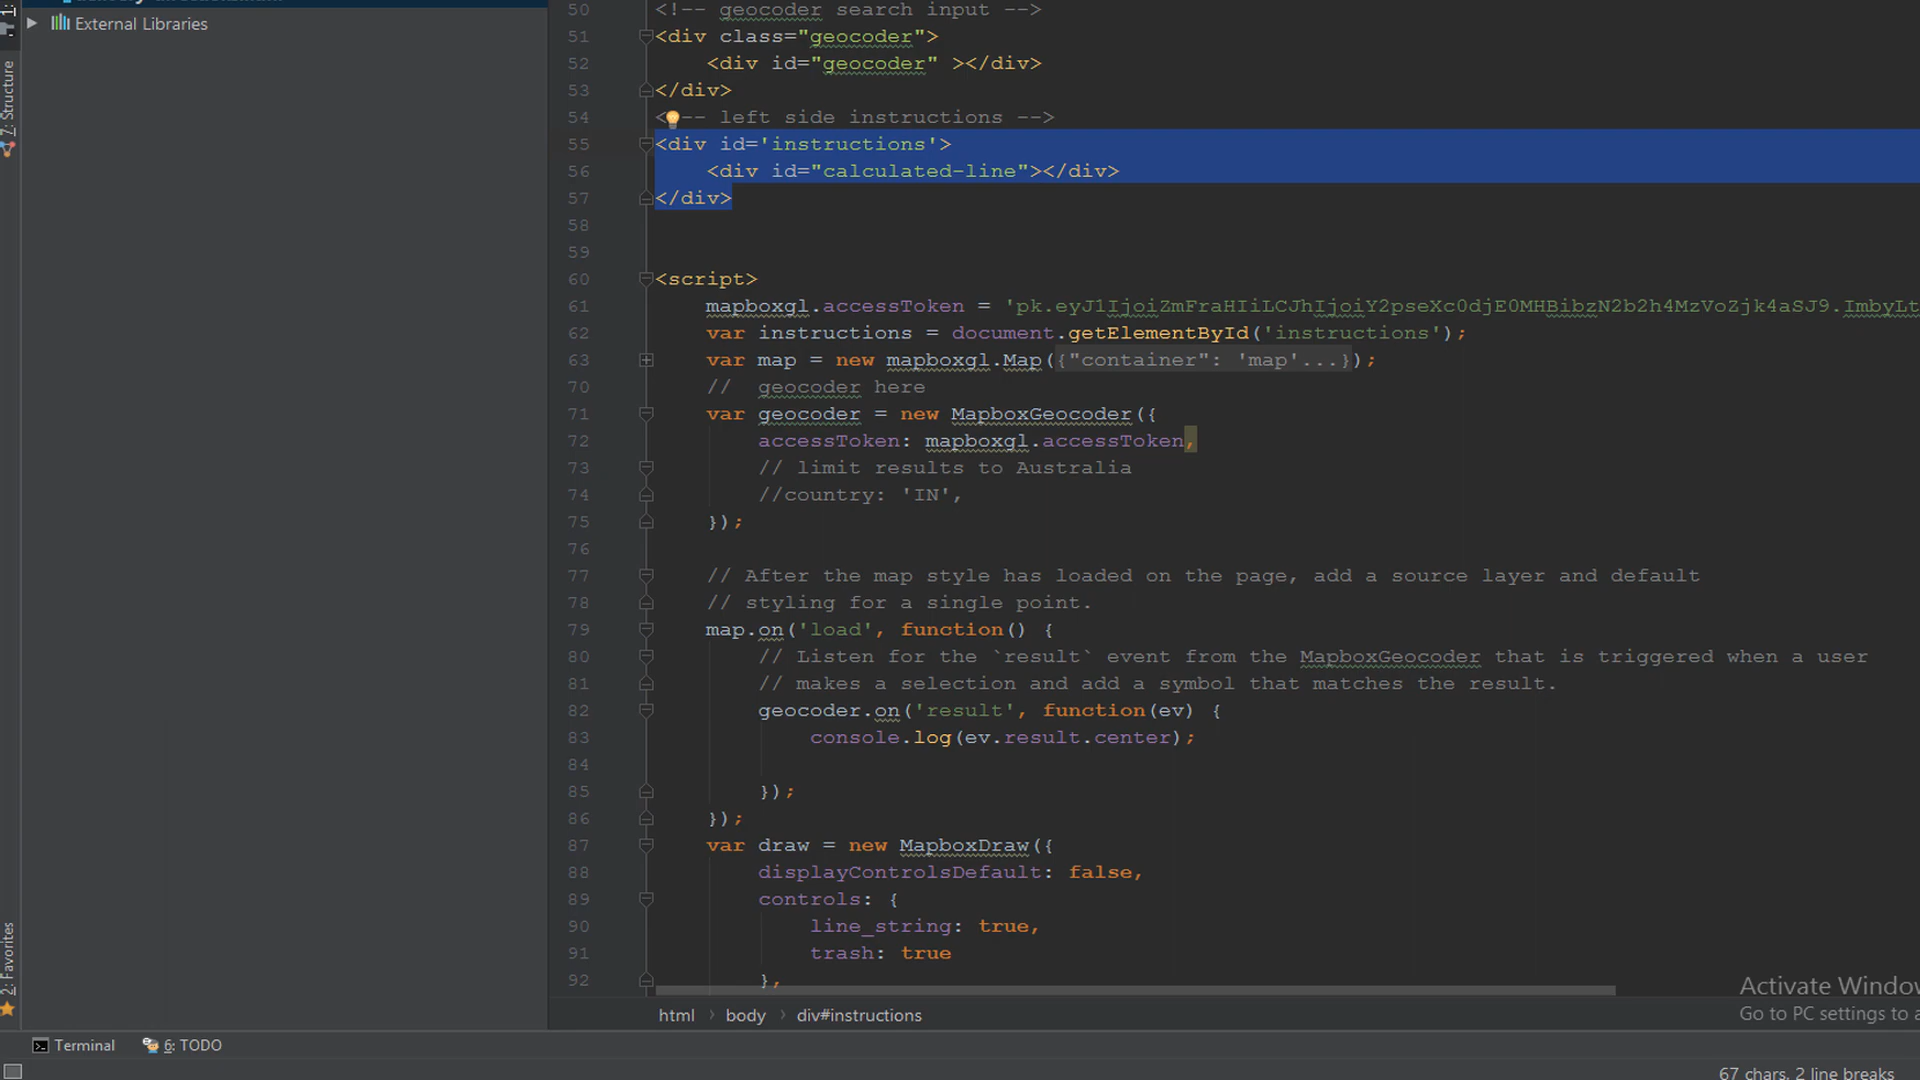 External Libraries
1:
7: Structure
2: Favorites
50 <!-- geocoder search input -->
51 <div class="geocoder">
52 <div id="geocoder" ></div>
53 </div>
54 <!-- left side instructions -->
55 <div id='instructions'>
56 <div id="calculated-line"></div>
57 </div>
58
59
60 <script>
61 mapboxgl.accessToken = 'pk.eyJ1IjoiZmFraHIiLCJhIjoiY2pseXc0djE0MHBibzN2b2h4MzVoZjk4aSJ9.ImbyLt
62 var instructions = document.getElementById('instructions');
63 var map = new mapboxgl.Map({"container": 'map'...});
70 // geocoder here
71 var geocoder = new MapboxGeocoder({
72 accessToken: mapboxgl.accessToken,
73 // limit results to Australia
74 //country: 'IN',
75 });
76
77 // After the map style has loaded on the page, add a source layer and default
78 // styling for a single point.
79 map.on('load', function() {
80 // Listen for the `result` event from the MapboxGeocoder that is triggered when a user
81 // makes a selection and add a symbol that matches the result.
82 geocoder.on('result', function(ev) {
83 console.log(ev.result.center);
84
85 });
86 });
87 var draw = new MapboxDraw({
88 displayControlsDefault: false,
89 controls: {
90 line_string: true,
91 trash: true
92 },
Activate Windo
Go to PC settings to a
html body div#instructions
Terminal 6: TODO
67 chars, 2 line breaks